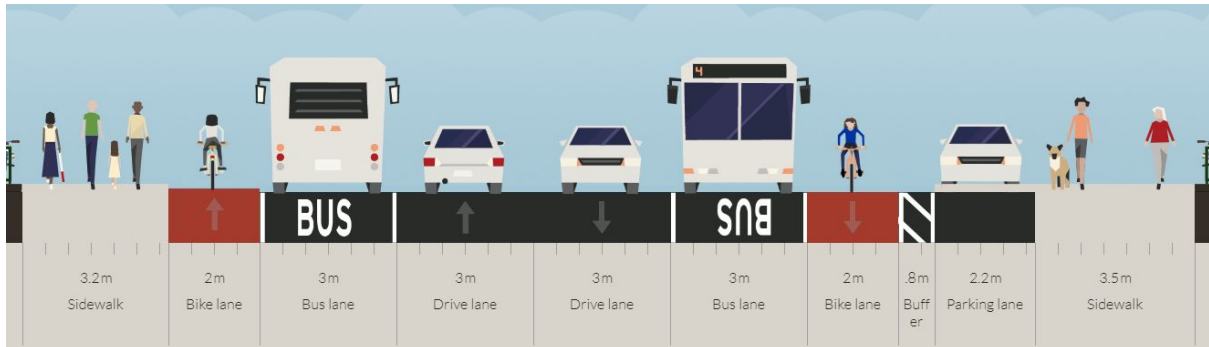 4
BUS
BUS
3.2m
Sidewalk
2m
Bike lane
3m
Bus lane
3m
Drive lane
3m
Drive lane
3m
Bus lane
2m
Bike lane
.8m
Buff
er
2.2m
Parking lane
3.5m
Sidewalk